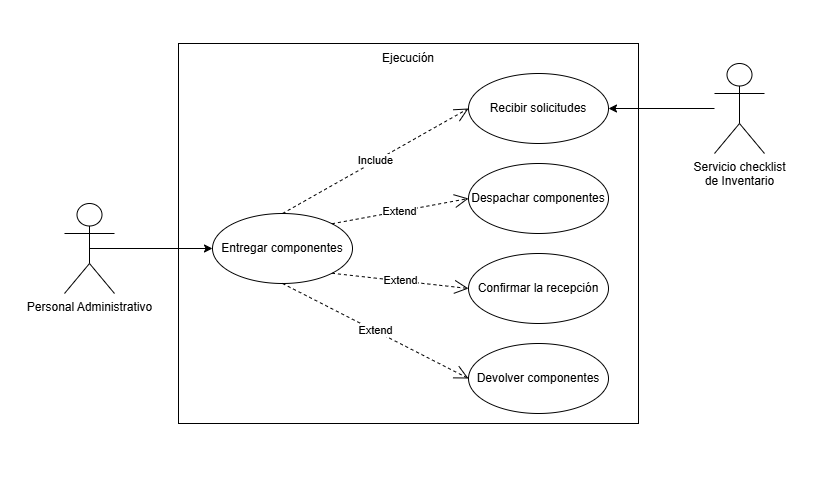 Ejecución
Recibir solicitudes
Servicio checklist
de Inventario
Include
Despachar componentes
Extend
Entregar componentes
Personal Administrativo
Extend
Confirmar la recepción
Extend
Devolver componentes